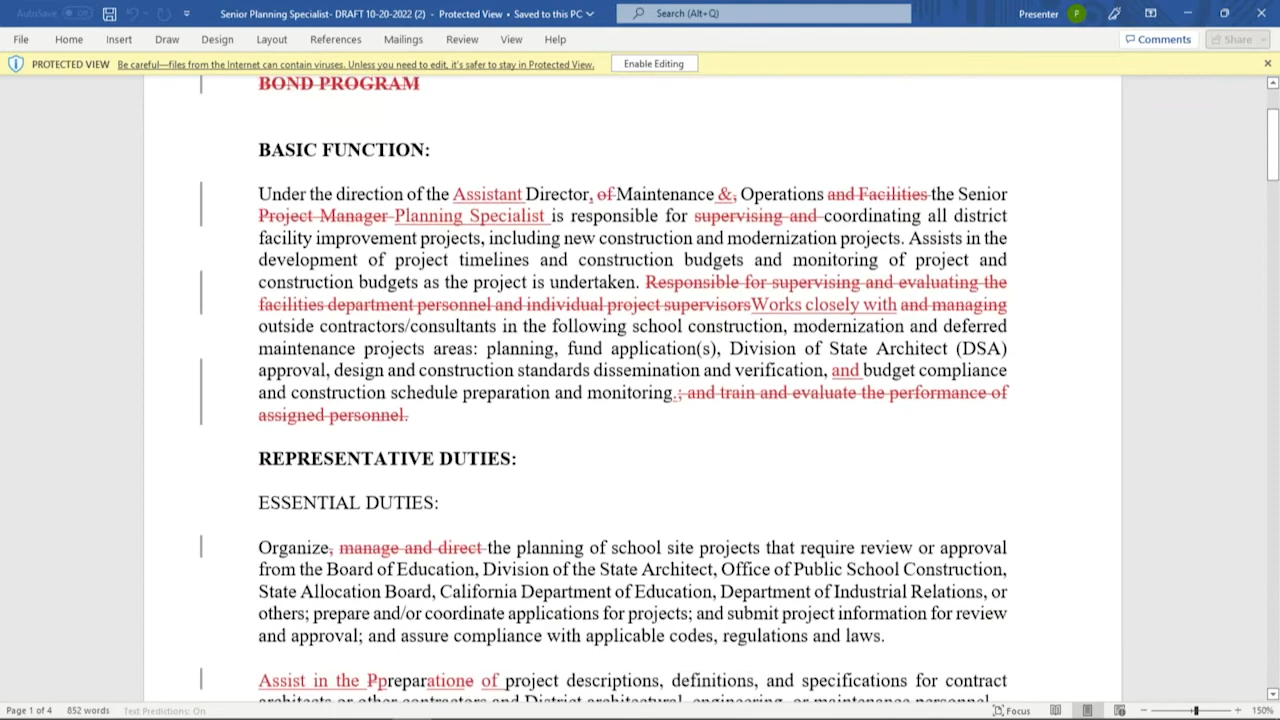 AutoSave Off Senior Planning Specialist- DRAFT 10-20-2022 (2) - Protected View • Saved to this PC Search (Alt+Q) Presenter P
File Home Insert Draw Design Layout References Mailings Review View Help Comments Share
PROTECTED VIEW Be careful—files from the Internet can contain viruses. Unless you need to edit, it's safer to stay in Protected View. Enable Editing
BOND PROGRAM
BASIC FUNCTION:
Under the direction of the Assistant Director, of Maintenance &, Operations and Facilities the Senior
Project Manager Planning Specialist is responsible for supervising and coordinating all district
facility improvement projects, including new construction and modernization projects. Assists in the
development of project timelines and construction budgets and monitoring of project and
construction budgets as the project is undertaken. Responsible for supervising and evaluating the
facilities department personnel and individual project supervisorsWorks closely with and managing
outside contractors/consultants in the following school construction, modernization and deferred
maintenance projects areas: planning, fund application(s), Division of State Architect (DSA)
approval, design and construction standards dissemination and verification, and budget compliance
and construction schedule preparation and monitoring.; and train and evaluate the performance of
assigned personnel.
REPRESENTATIVE DUTIES:
ESSENTIAL DUTIES:
Organize, manage and direct the planning of school site projects that require review or approval
from the Board of Education, Division of the State Architect, Office of Public School Construction,
State Allocation Board, California Department of Education, Department of Industrial Relations, or
others; prepare and/or coordinate applications for projects; and submit project information for review
and approval; and assure compliance with applicable codes, regulations and laws.
Assist in the Ppreparatione of project descriptions, definitions, and specifications for contract
architects or other contractors and District architectural, engineering, or maintenance personnel.
Page 1 of 4 852 words Text Predictions: On Focus 150%